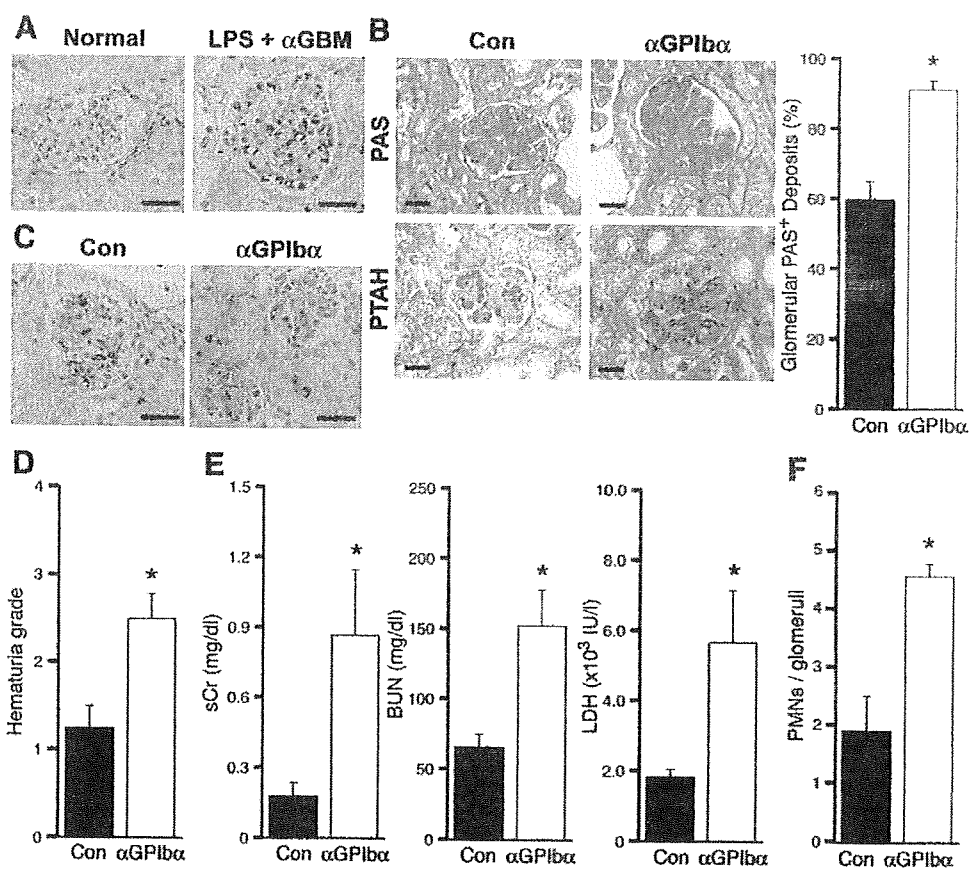 A
Normal
LPS + αGBM
B
Con
αGPIbα
PAS
PTAH
Glomerular PAS+ Deposits (%)
100
80
60
40
20
0
*
Con αGPIbα
C
Con
αGPIbα
D
Hematuria grade
4
3
2
1
0
*
Con αGPIbα
E
sCr (mg/dl)
1.5
1.2
0.9
0.6
0.3
0
*
Con αGPIbα
BUN (mg/dl)
250
200
150
100
50
0
*
Con αGPIbα
LDH (x10³ (U/l)
10.0
8.0
6.0
4.0
2.0
0
*
Con αGPIbα
F
PMNs / glomeruli
6
5
4
3
2
1
0
*
Con αGPIbα